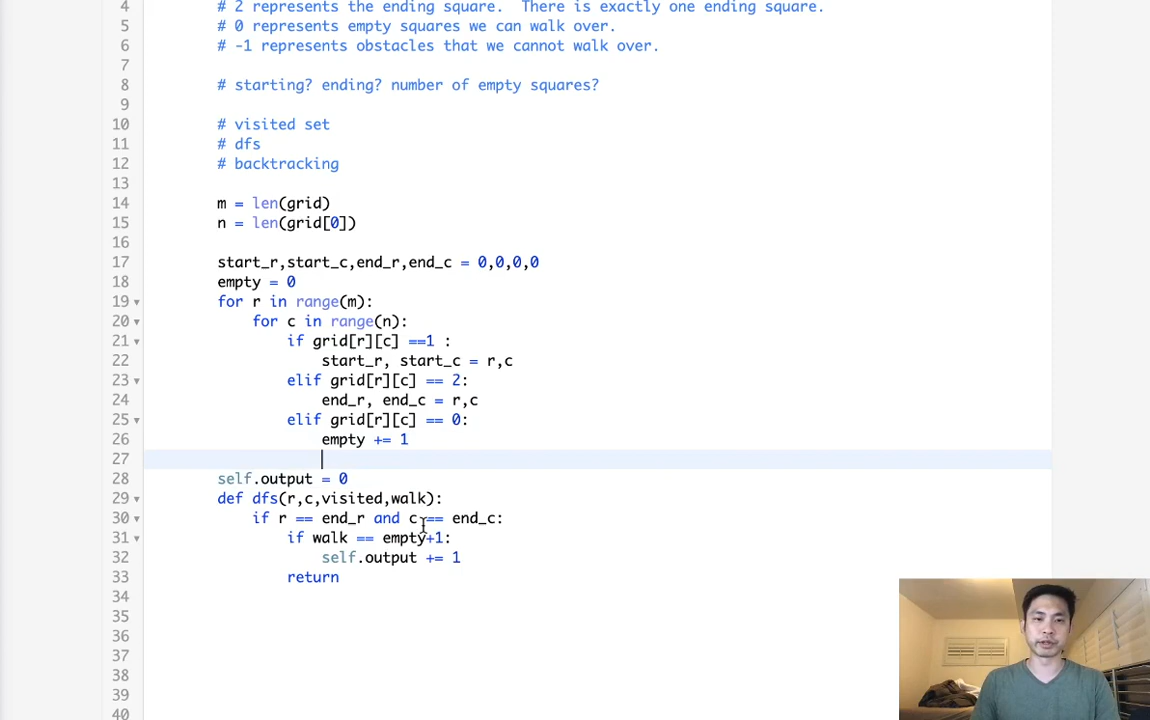 4 # 2 represents the ending square.  There is exactly one ending square.
5 # 0 represents empty squares we can walk over.
6 # -1 represents obstacles that we cannot walk over.
7
8 # starting? ending? number of empty squares?
9
10 # visited set
11 # dfs
12 # backtracking
13
14 m = len(grid)
15 n = len(grid[0])
16
17 start_r,start_c,end_r,end_c = 0,0,0,0
18 empty = 0
19 for r in range(m):
20 for c in range(n):
21 if grid[r][c] ==1 :
22 start_r, start_c = r,c
23 elif grid[r][c] == 2:
24 end_r, end_c = r,c
25 elif grid[r][c] == 0:
26 empty += 1
27
28 self.output = 0
29 def dfs(r,c,visited,walk):
30 if r == end_r and c == end_c:
31 if walk == empty+1:
32 self.output += 1
33 return
34
35
36
37
38
39
40